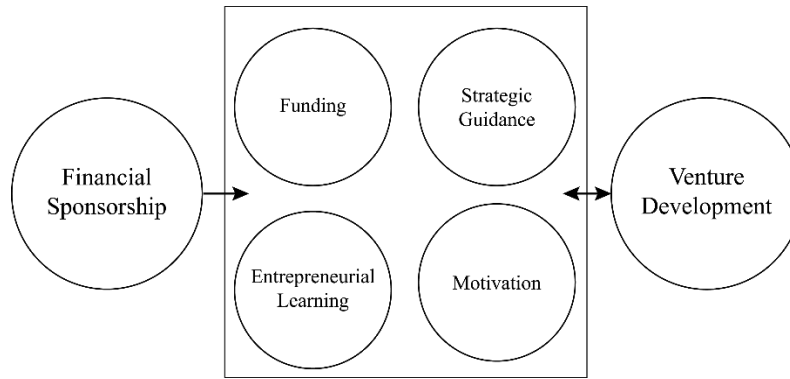 Financial
Sponsorship
Funding
Strategic
Guidance
Entrepreneurial
Learning
Motivation
Venture
Development